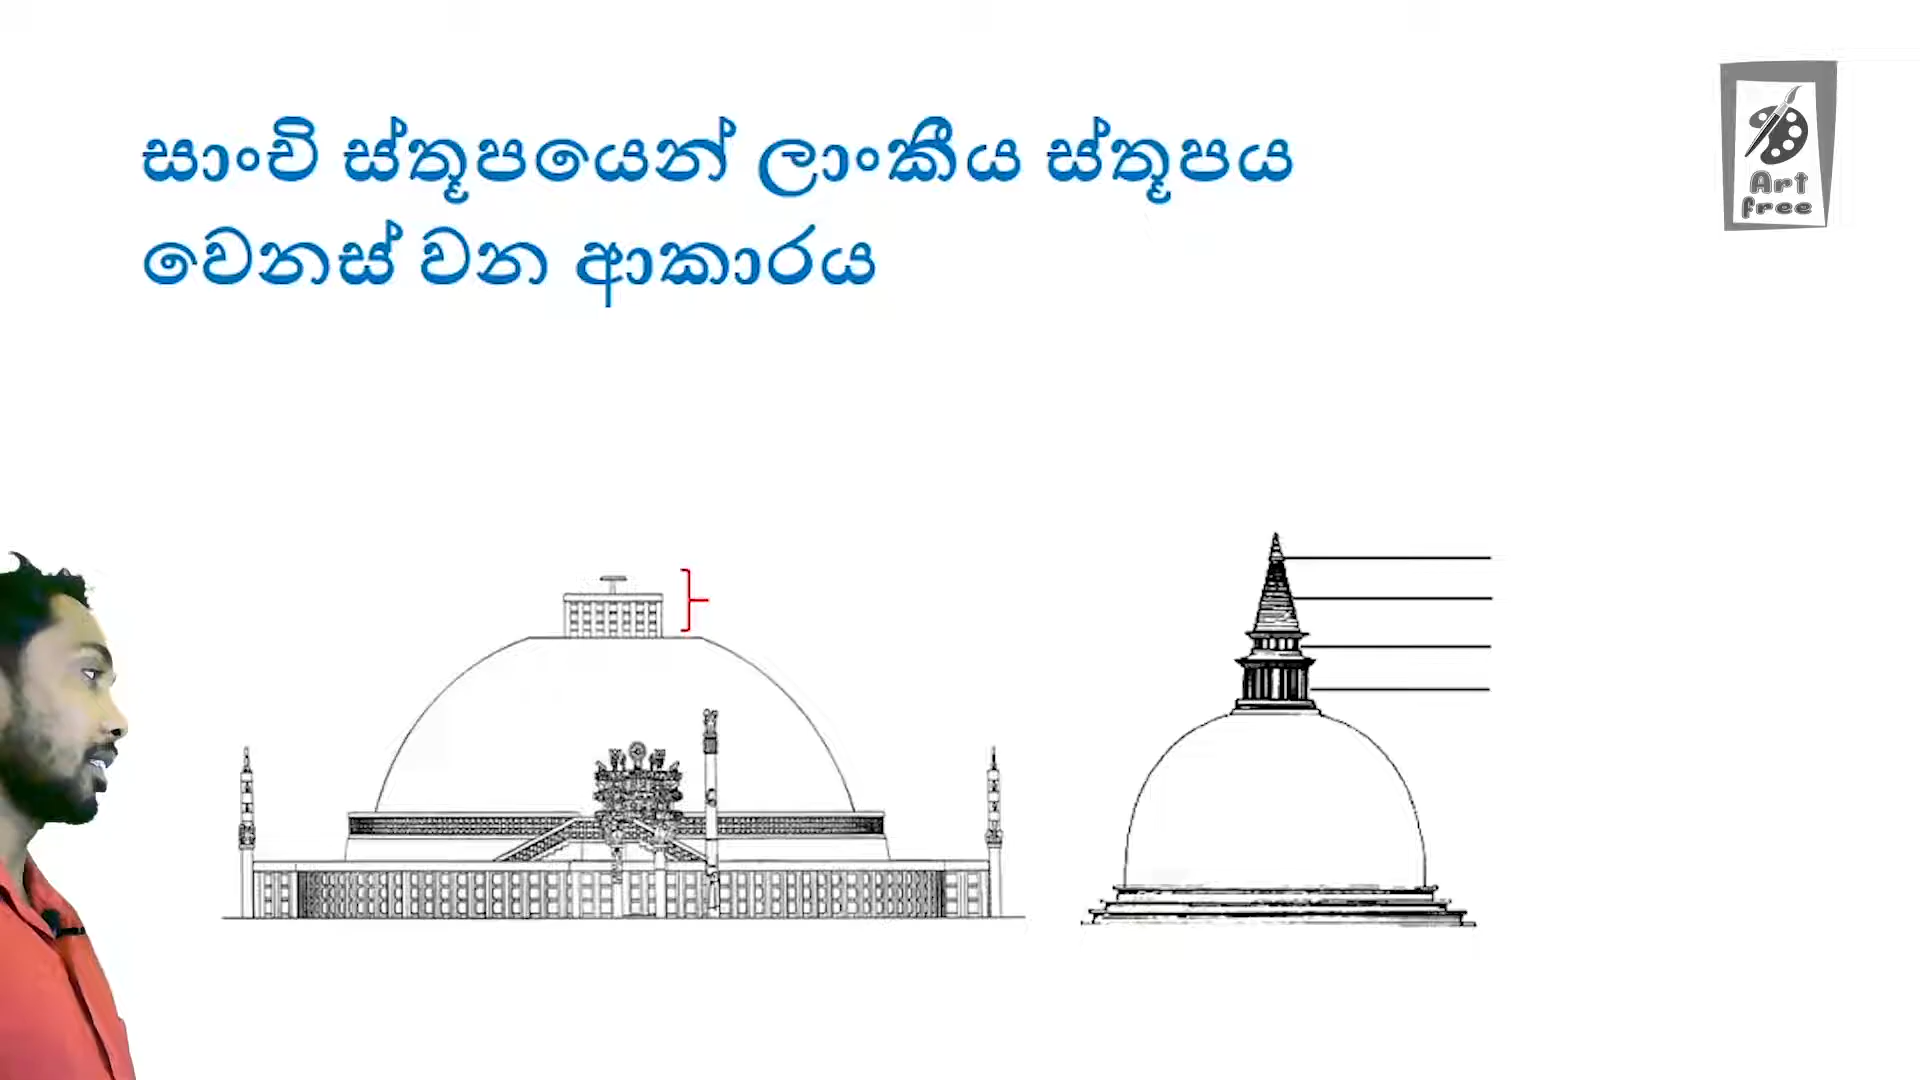 සාංචි ස්තූපයෙන් ලාංකීය ස්තූපය
වෙනස් වන ආකාරය
Art
free